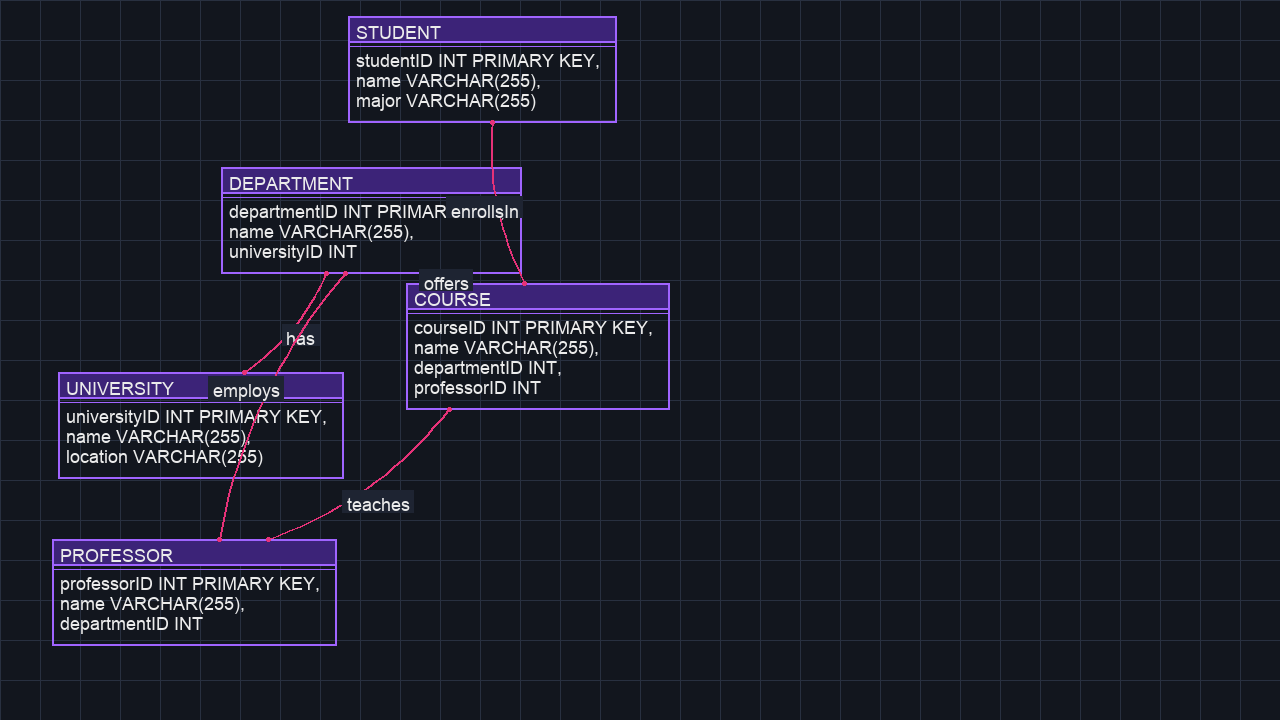 STUDENT
studentID INT PRIMARY KEY,
name VARCHAR(255),
major VARCHAR(255)
DEPARTMENT
departmentID INT PRIMAR
enrollsIn
name VARCHAR(255),
universityID INT
offers
COURSE
courseID INT PRIMARY KEY,
name VARCHAR(255),
departmentID INT,
professorID INT
has
UNIVERSITY
employs
universityID INT PRIMARY KEY,
name VARCHAR(255),
location VARCHAR(255)
teaches
PROFESSOR
professorID INT PRIMARY KEY,
name VARCHAR(255),
departmentID INT